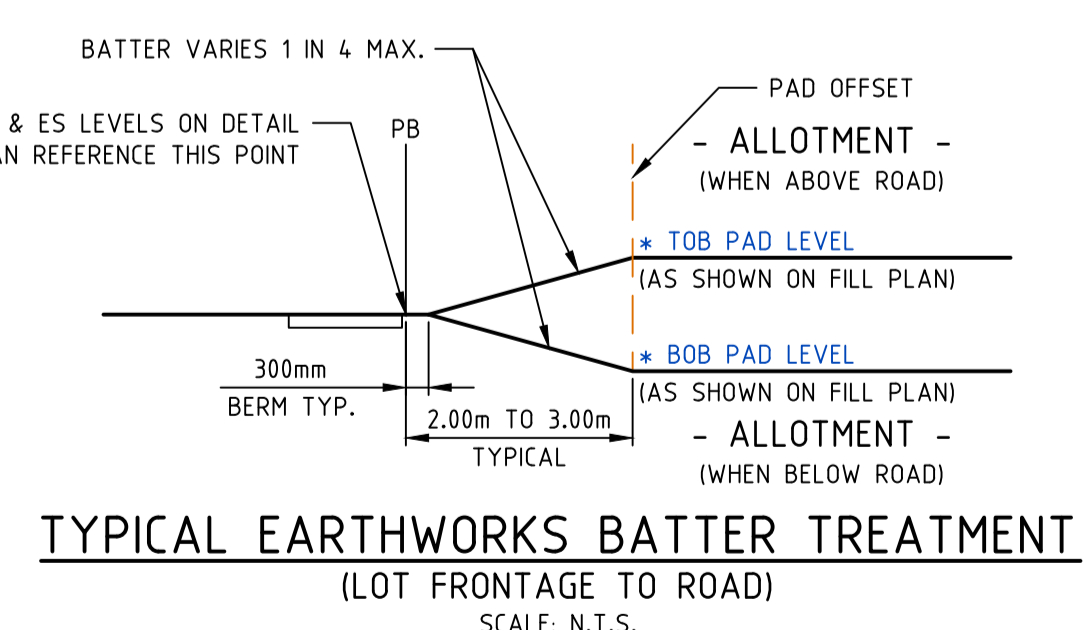 BATTER VARIES 1 IN 4 MAX.
PAD OFFSET
& ES LEVELS ON DETAIL
REFERENCE THIS POINT
PB
- ALLOTMENT -
(WHEN ABOVE ROAD)
* TOB PAD LEVEL
(AS SHOWN ON FILL PLAN)
* BOB PAD LEVEL
(AS SHOWN ON FILL PLAN)
300mm
BERM TYP.
2.00m TO 3.00m
TYPICAL
- ALLOTMENT -
(WHEN BELOW ROAD)
TYPICAL EARTHWORKS BATTER TREATMENT
(LOT FRONTAGE TO ROAD)
SCALE: N.T.S.